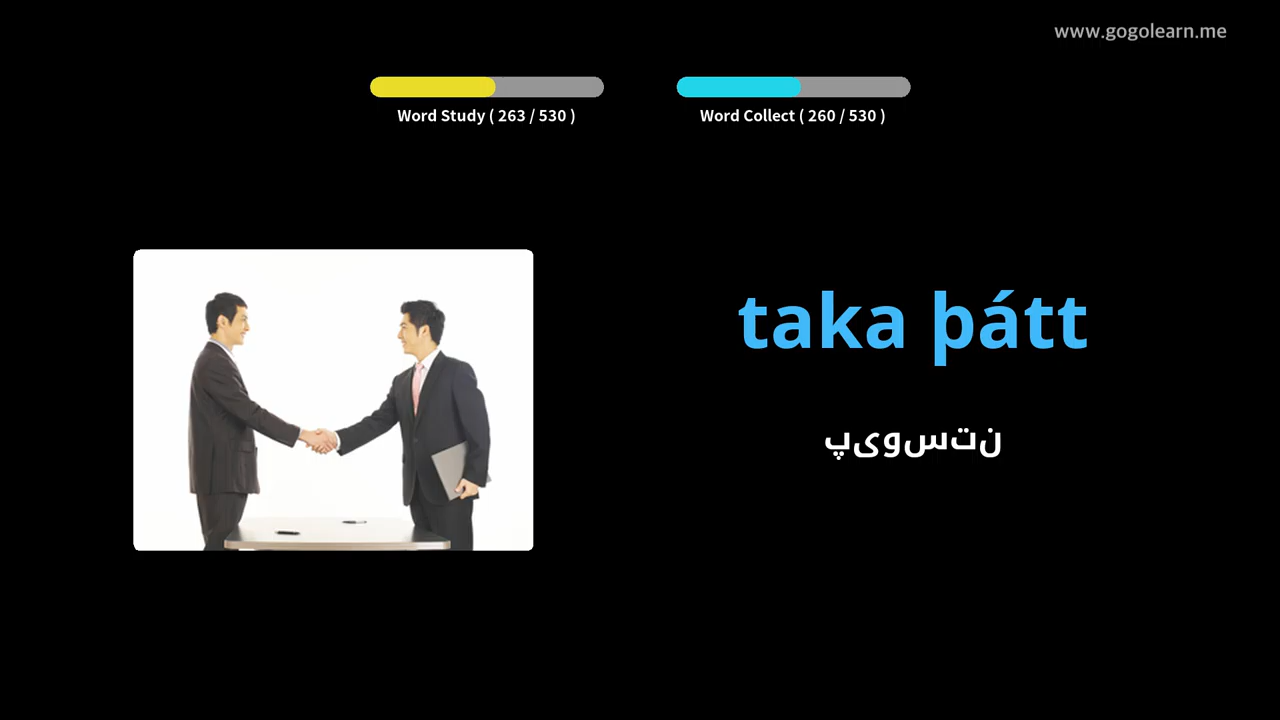 www.gogolearn.me
Word Study ( 263 / 530 )
Word Collect ( 260 / 530 )
taka þátt
پیوستن